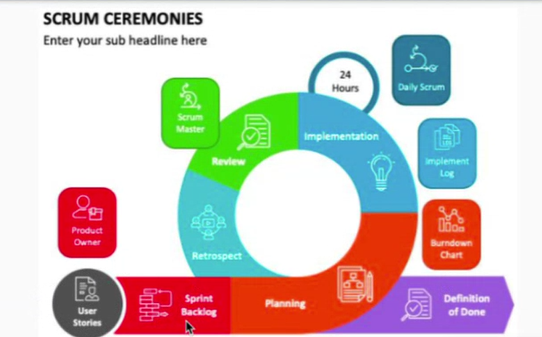 SCRUM CEREMONIES
Enter your sub headline here
24
Hours
Daily Scrum
Scrum
Master
Implementation
Review
Implement
Log
Product
Owner
Retrospect
Burndown
Chart
User
Stories
Sprint
Backlog
Planning
Definition
of Done